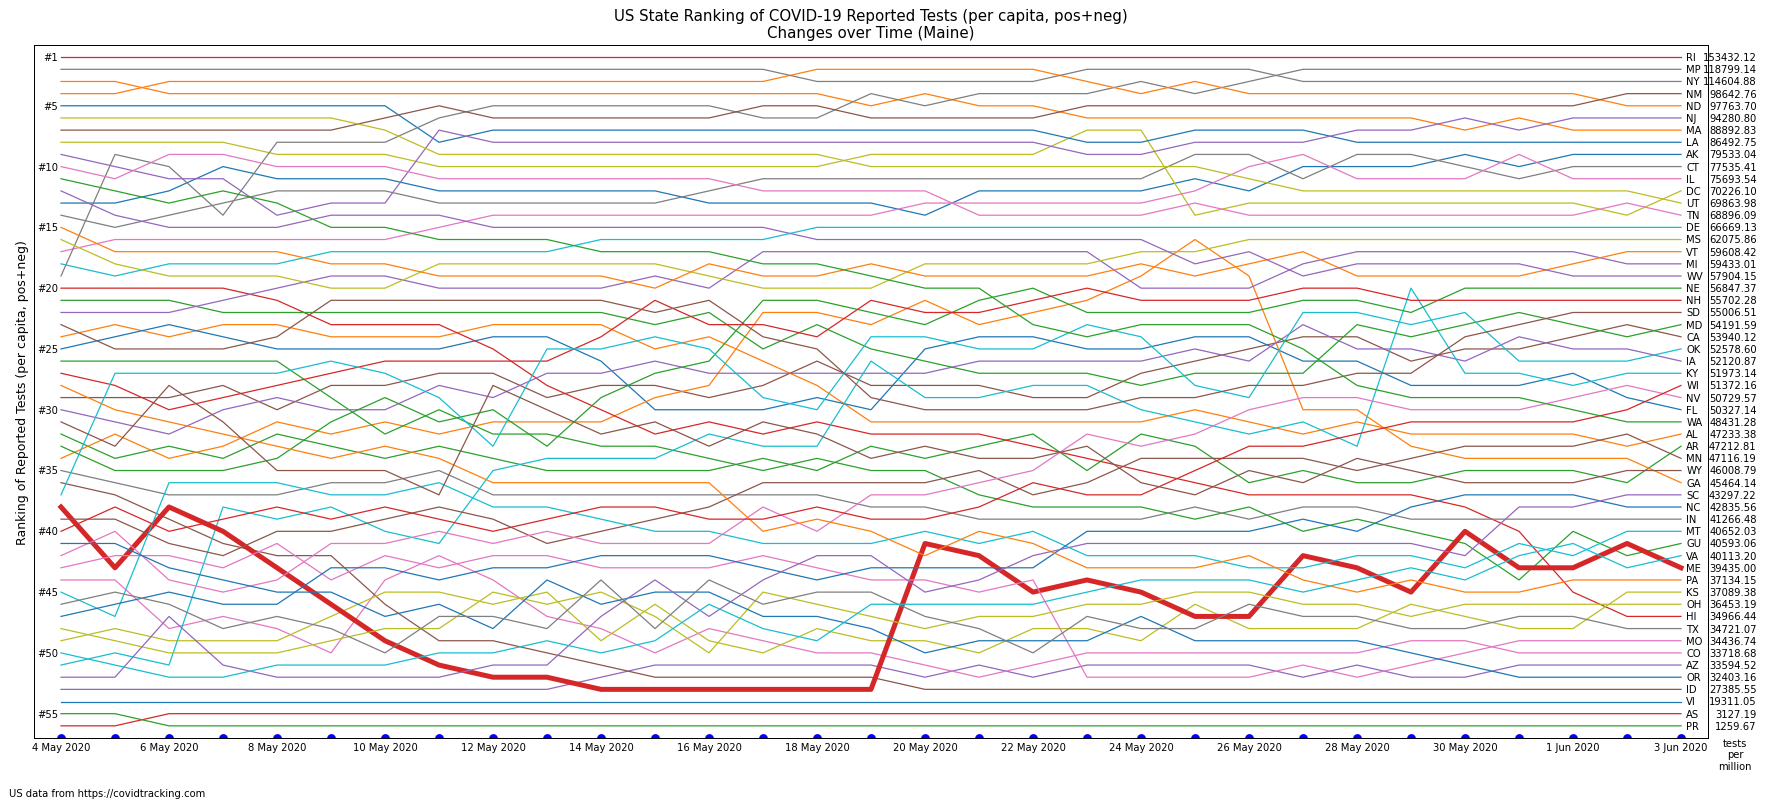 US State Ranking of COVID-19 Reported Tests (per capita, pos+neg)
Changes over Time (Maine)
Ranking of Reported Tests (per capita, pos+neg)
#1
#5
#10
#15
#20
#25
#30
#35
#40
#45
#50
#55
RI 153432.12
MP 118799.14
NY 114604.88
NM 98642.76
ND 97763.70
NJ 94280.80
MA 88892.83
LA 86492.75
AK 79533.04
CT 77535.41
IL 75693.54
DC 70226.10
UT 69863.98
TN 68896.09
DE 66669.13
MS 62075.86
VT 59608.42
MI 59433.01
WV 57904.15
NE 56847.37
NH 55702.28
SD 55006.51
MD 54191.59
CA 53940.12
OK 52578.60
IA 52120.87
KY 51973.14
WI 51372.16
NV 50729.57
FL 50327.14
WA 48431.28
AL 47233.38
AR 47212.81
MN 47116.19
WY 46008.79
GA 45464.14
SC 43297.22
NC 42835.56
IN 41266.48
MT 40652.03
GU 40593.06
VA 40113.20
ME 39435.00
PA 37134.15
KS 37089.38
OH 36453.19
HI 34966.44
TX 34721.07
MO 34436.74
CO 33718.68
AZ 33594.52
OR 32403.16
ID 27385.55
VI 19311.05
AS 3127.19
PR 1259.67
4 May 2020 6 May 2020 8 May 2020 10 May 2020 12 May 2020 14 May 2020 16 May 2020 18 May 2020 20 May 2020 22 May 2020 24 May 2020 26 May 2020 28 May 2020 30 May 2020 1 Jun 2020 3 Jun 2020
tests
per
million
US data from https://covidtracking.com